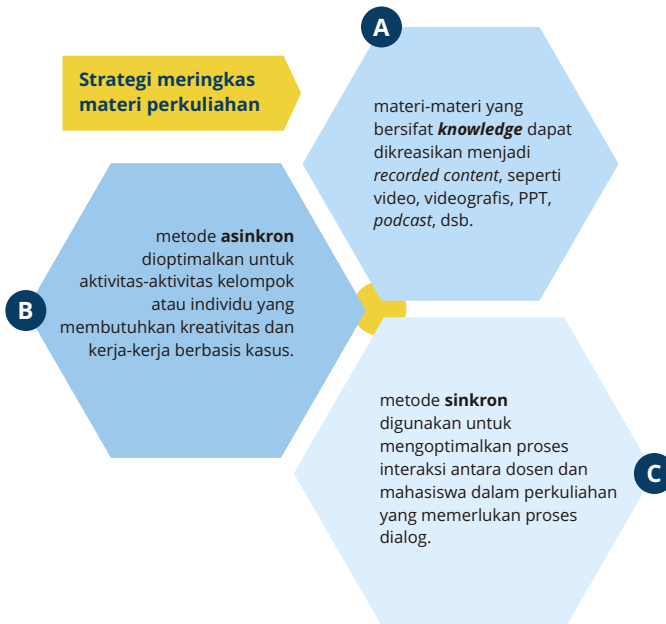 Strategi meringkas
materi perkuliahan
A
materi-materi yang
bersifat knowledge dapat
dikreasikan menjadi
recorded content, seperti
video, videografis, PPT,
podcast, dsb.
B
metode asinkron
dioptimalkan untuk
aktivitas-aktivitas kelompok
atau individu yang
membutuhkan kreativitas dan
kerja-kerja berbasis kasus.
C
metode sinkron
digunakan untuk
mengoptimalkan proses
interaksi antara dosen dan
mahasiswa dalam perkuliahan
yang memerlukan proses
dialog.